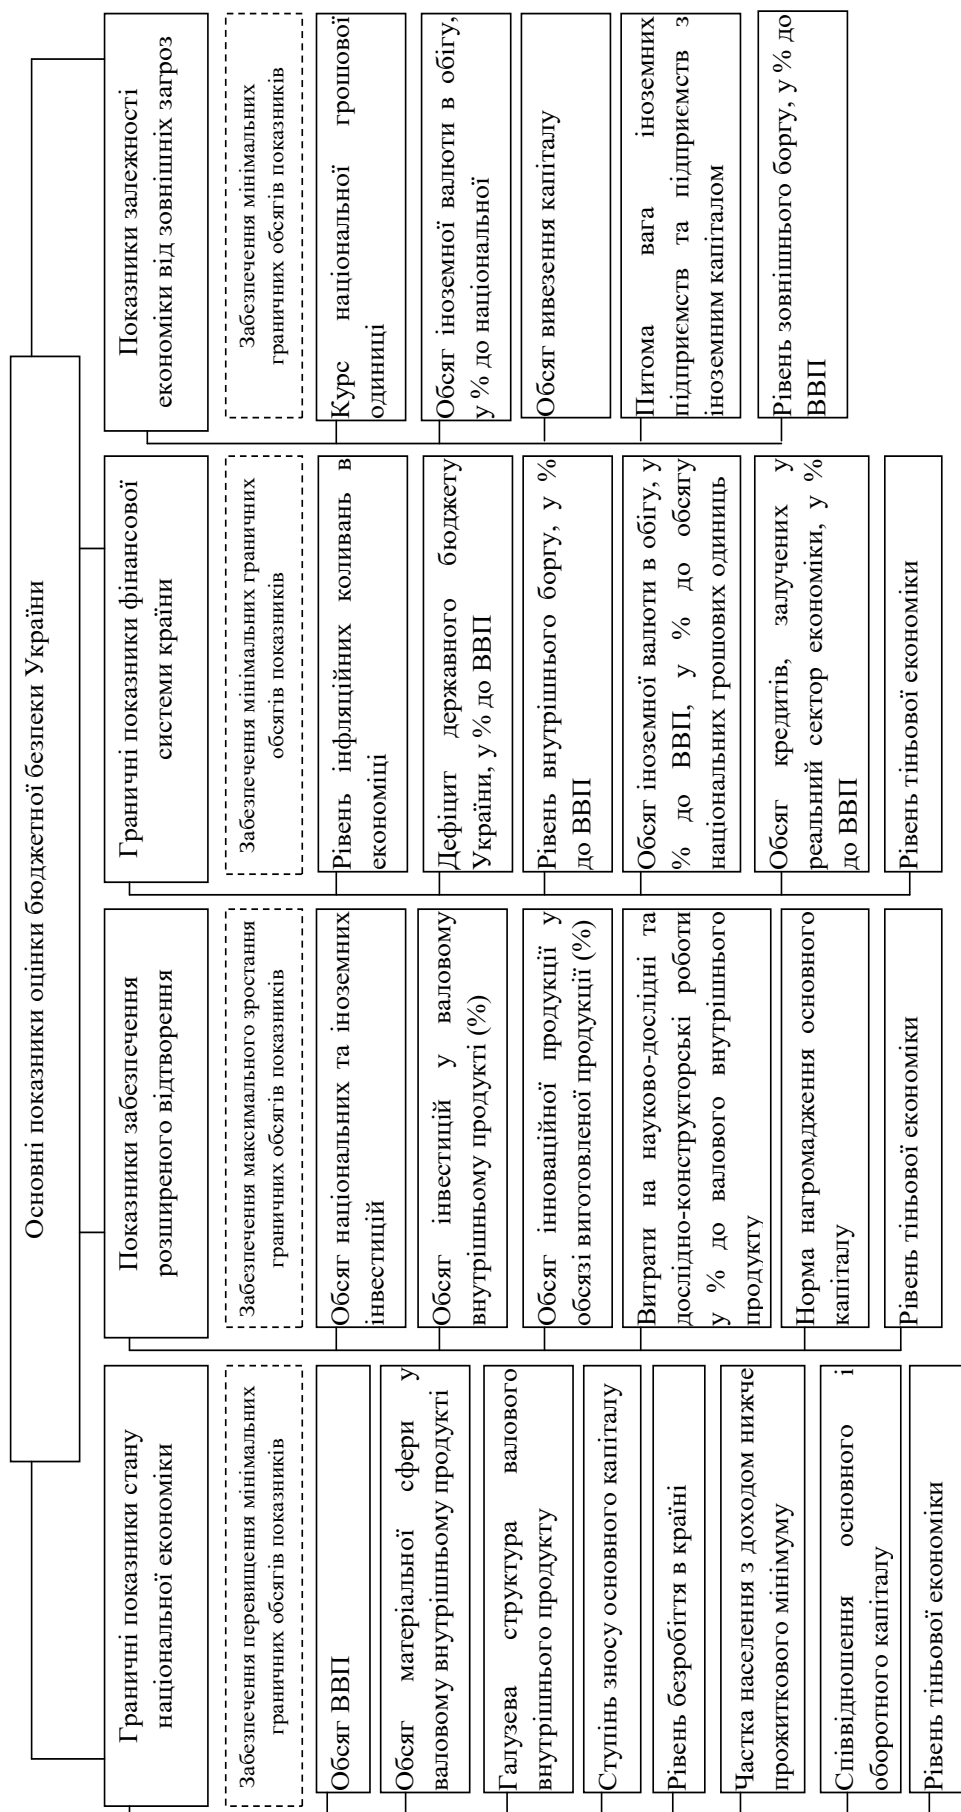 Основні показники оцінки бюджетної безпеки України
Граничні показники стану
національної економіки
Забезпечення перевищення мінімальних
граничних обсягів показників
Обсяг ВВП
Обсяг матеріальної сфери у
валовому внутрішньому продукті
Галузева структура валового
внутрішнього продукту
Ступінь зносу основного капіталу
Рівень безробіття в країні
Частка населення з доходом нижче
прожиткового мінімуму
Співвідношення основного і
оборотного капіталу
Рівень тіньової економіки
Показники забезпечення
розширеного відтворення
Забезпечення максимального зростання
граничних обсягів показників
Обсяг національних та іноземних
інвестицій
Обсяг інвестицій у валовому
внутрішньому продукті (%)
Обсяг інноваційної продукції у
обсязі виготовленої продукції (%)
Витрати на науково-дослідні та
дослідно-конструкторські роботи
у % до валового внутрішнього
продукту
Норма нагромадження основного
капіталу
Рівень тіньової економіки
Граничні показники фінансової
системи країни
Забезпечення мінімальних граничних
обсягів показників
Рівень інфляційних коливань в
економіці
Дефіцит державного бюджету
України, у % до ВВП
Рівень внутрішнього боргу, у %
до ВВП
Обсяг іноземної валюти в обігу, у
% до ВВП, у % до обсягу
національних грошових одиниць
Обсяг кредитів, залучених у
реальний сектор економіки, у %
до ВВП
Рівень тіньової економіки
Показники залежності
економіки від зовнішніх загроз
Забезпечення мінімальних
граничних обсягів показників
Курс національної грошової
одиниці
Обсяг іноземної валюти в обігу,
у % до національної
Обсяг вивезення капіталу
Питома вага іноземних
підприємств та підприємств з
іноземним капіталом
Рівень зовнішнього боргу, у % до
ВВП